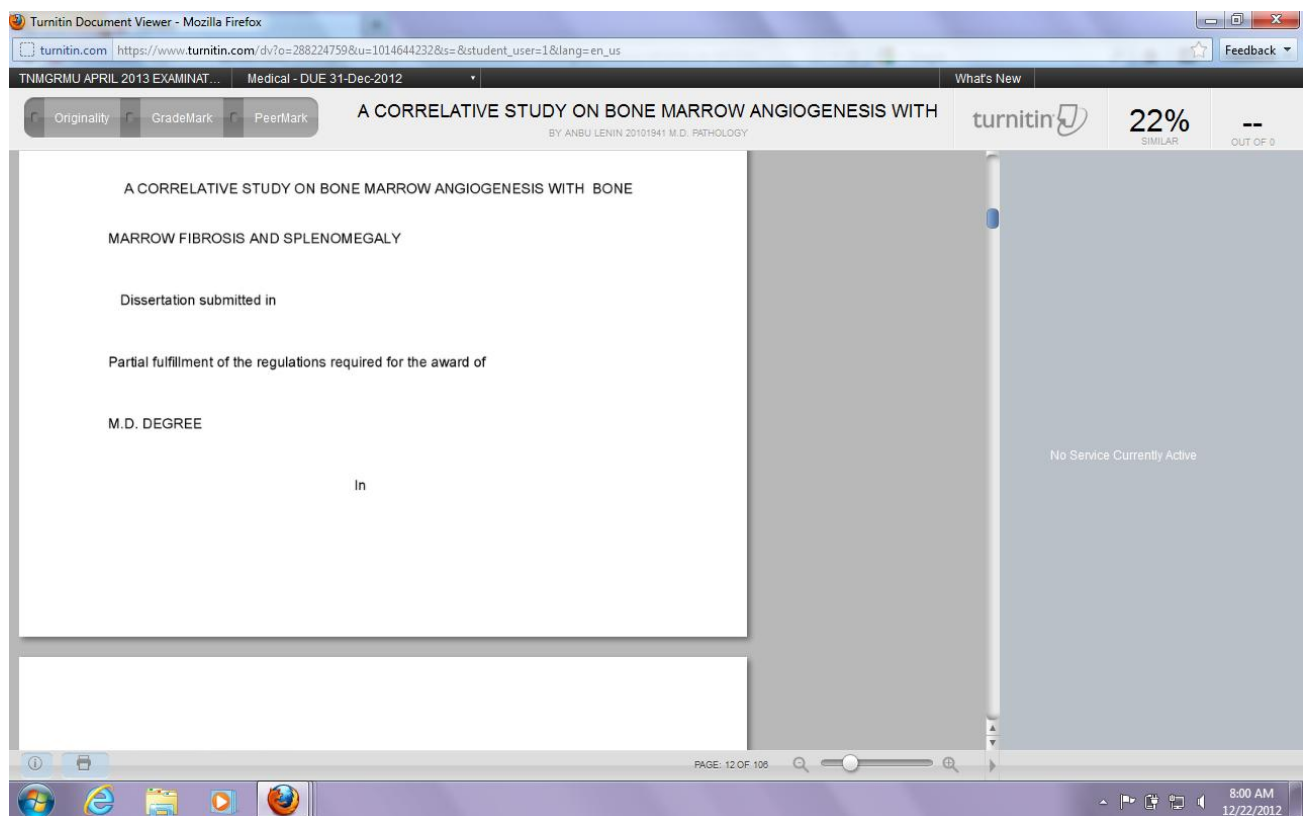 Turnitin Document Viewer - Mozilla Firefox
turnitin.com https://www.turnitin.com/dv?o=288224759&u=1014644232&s=&student_user=1&lang=en_us
Feedback
TNMGRMU APRIL 2013 EXAMINAT... Medical - DUE 31-Dec-2012 What's New
Originality GradeMark PeerMark
A CORRELATIVE STUDY ON BONE MARROW ANGIOGENESIS WITH
BY ANBU LENIN 20101941 M.D. PATHOLOGY
turnitin
22%
SIMILAR
--
OUT OF 0
A CORRELATIVE STUDY ON BONE MARROW ANGIOGENESIS WITH BONE
MARROW FIBROSIS AND SPLENOMEGALY
Dissertation submitted in
Partial fulfillment of the regulations required for the award of
M.D. DEGREE
In
No Service Currently Active
PAGE: 12 OF 106
8:00 AM
12/22/2012